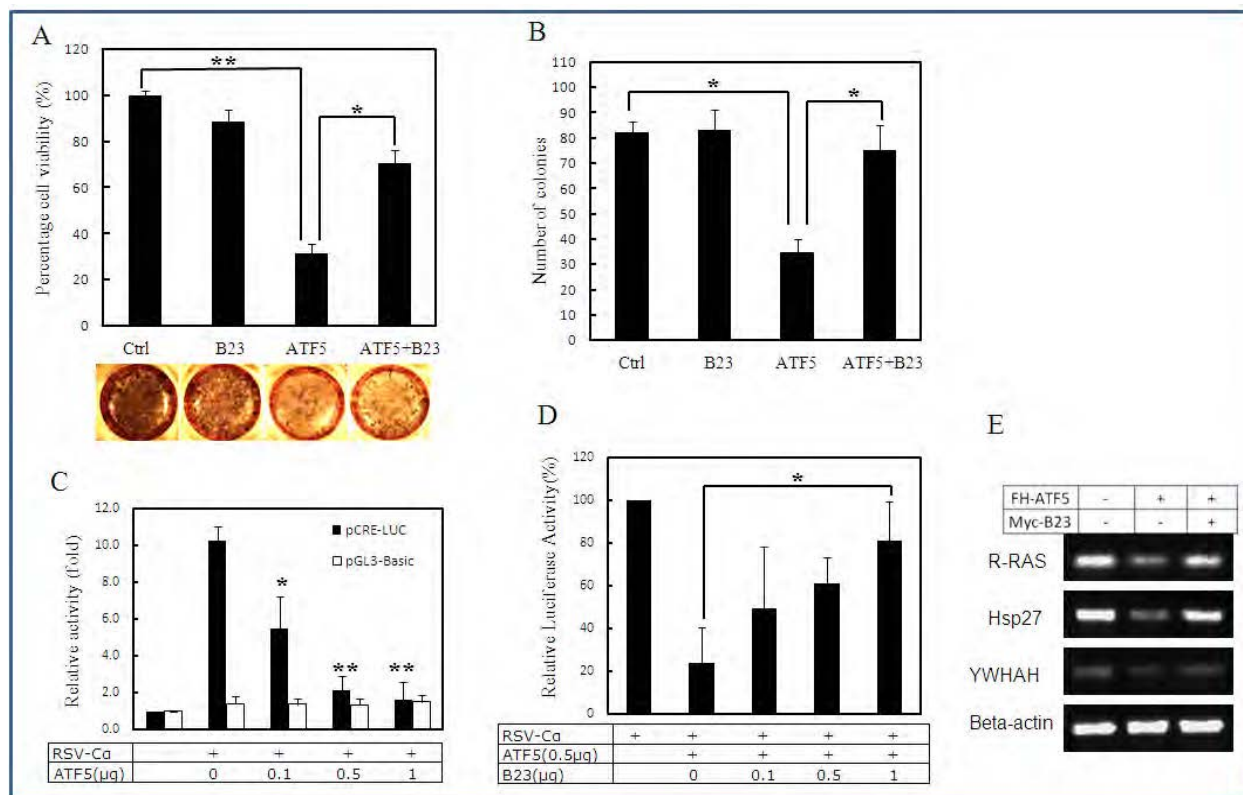 A
Percentage cell viability (%)
120
100
80
60
40
20
0
**
*
Ctrl B23 ATF5 ATF5+B23
B
Number of colonies
110
100
90
80
70
60
50
40
30
20
10
0
*
*
Ctrl B23 ATF5 ATF5+B23
C
Relative activity (fold)
12.0
10.0
8.0
6.0
4.0
2.0
0.0
pCRE-LUC
pGL3-Basic
*
** **
RSV-Ca + + + +
ATF5(µg) 0 0.1 0.5 1
D
Relative Luciferase Activity(%)
120
100
80
60
40
20
0
*
RSV-Ca + + + + +
ATF5(0.5µg) + + + +
B23(µg) 0 0.1 0.5 1
E
FH-ATF5 - + +
Myc-B23 - - +
R-RAS
Hsp27
YWHAH
Beta-actin